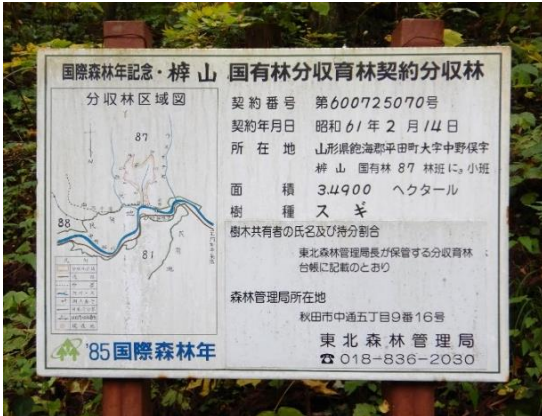 国際森林年記念・榁山 国有林分収育林契約分収林
分収林区域図
87
88
81
契約番号 第600725070号
契約年月日 昭和61年2月14日
所在地 山形県飽海郡平田町大字中野俣字
山 国有林 87 林班に3小班
面積 3.4900 ヘクタール
樹種 スギ
樹木共有者の氏名及び持分割合
東北森林管理局長が保管する分収育林
台帳に記載のとおり
森林管理局所在地
秋田市中通五丁目9番16号
東北森林管理局
☎018-836-2030
'85国際森林年